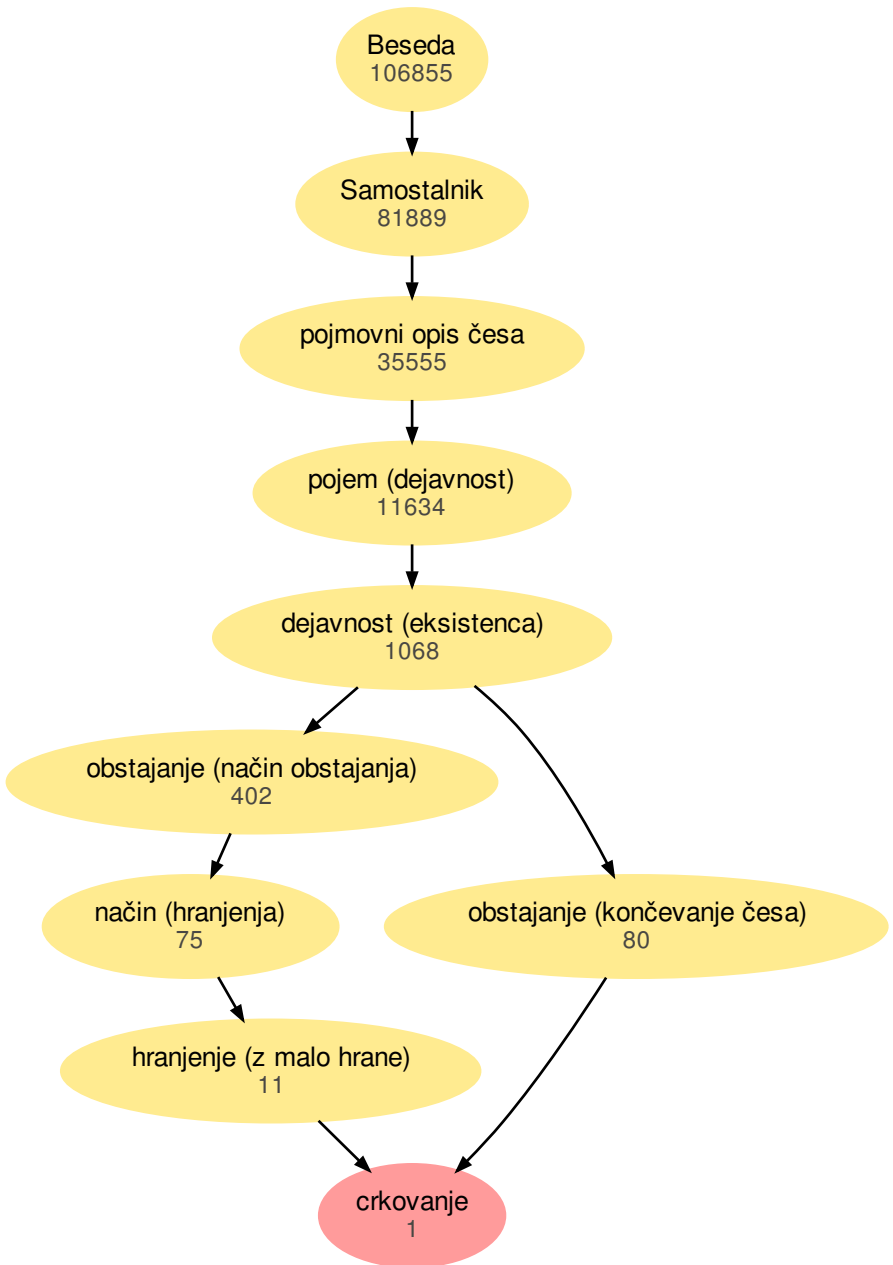 Beseda
106855
Samostalnik
81889
pojmovni opis česa
35555
pojem (dejavnost)
11634
dejavnost (eksistenca)
1068
obstajanje (način obstajanja)
402
način (hranjenja)
75
obstajanje (končevanje česa)
80
hranjenje (z malo hrane)
11
crkovanje
1